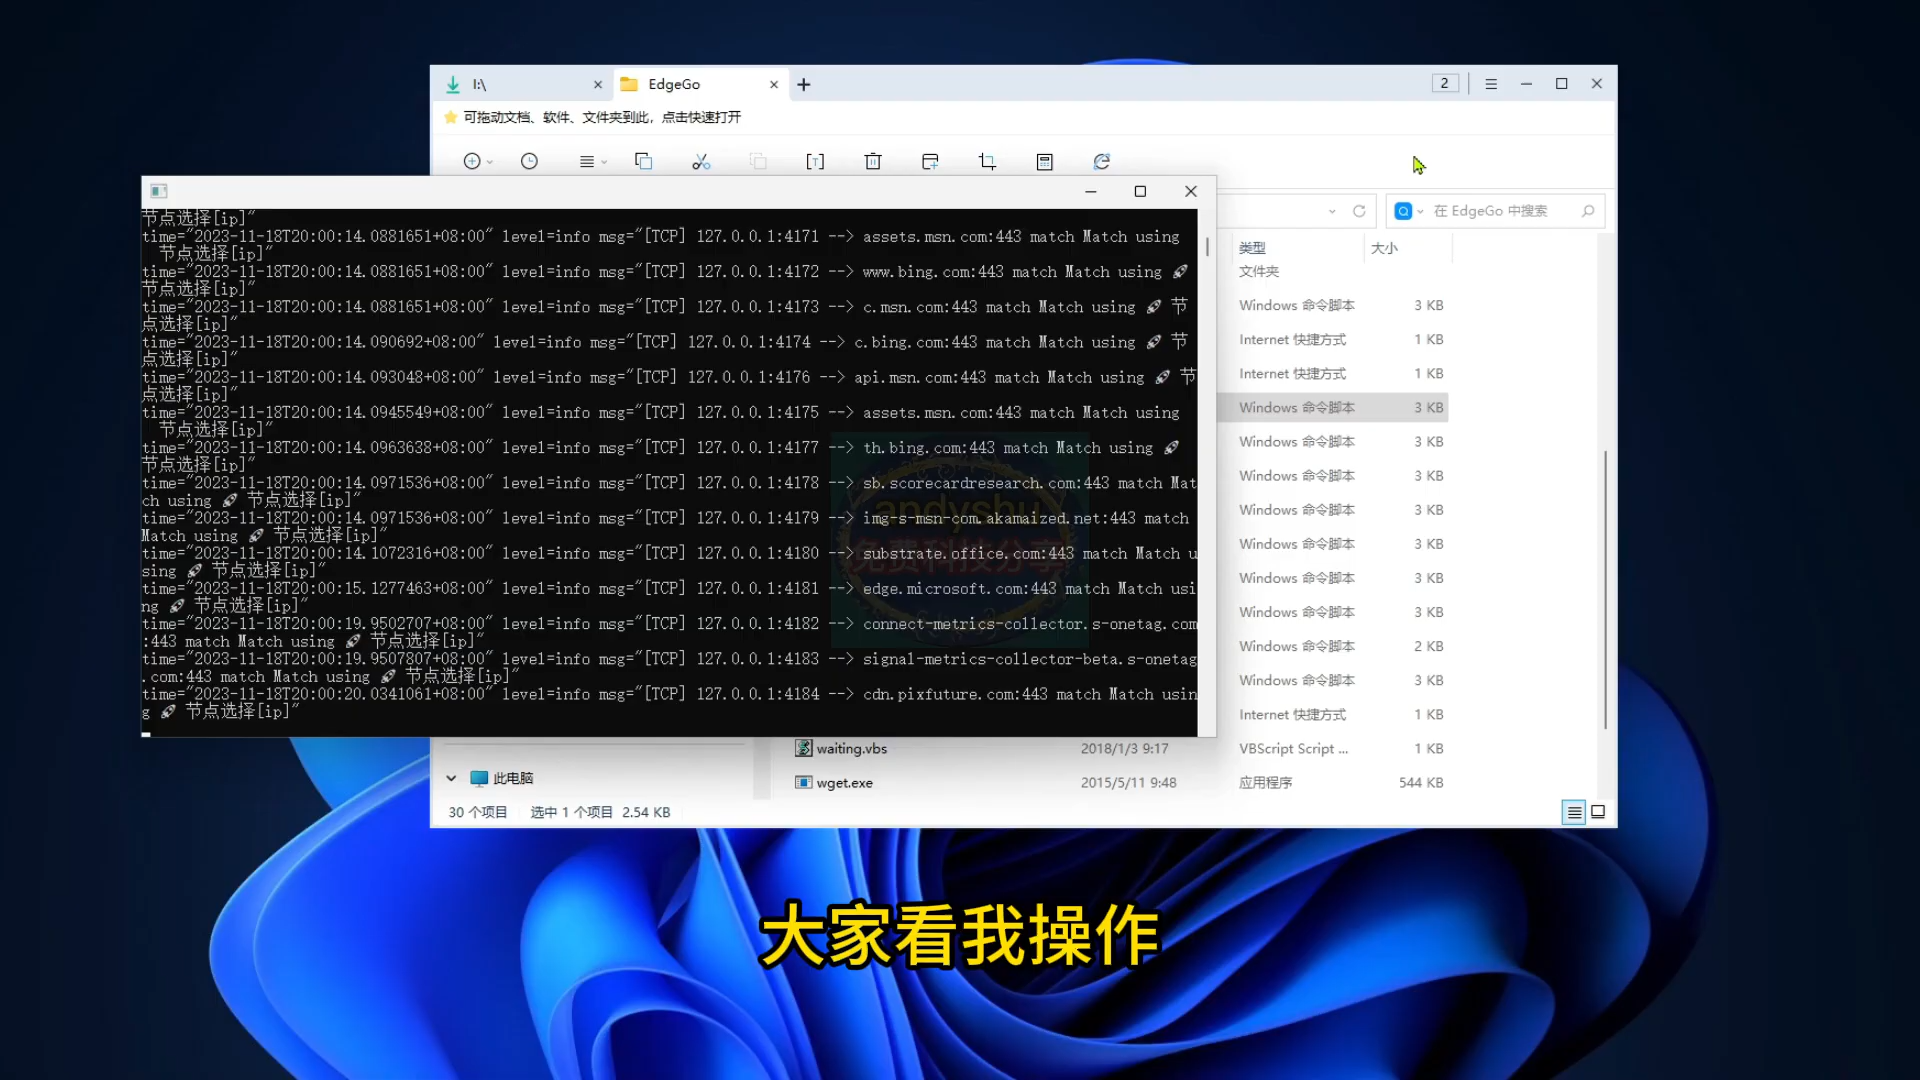 I:\
EdgeGo
2
可拖动文档、软件、文件夹到此，点击快速打开
在 EdgeGo 中搜索
节点选择[ip]"
time="2023-11-18T20:00:14.0881651+08:00" level=info msg="[TCP] 127.0.0.1:4171 --> assets.msn.com:443 match Match using
节点选择[ip]"
time="2023-11-18T20:00:14.0881651+08:00" level=info msg="[TCP] 127.0.0.1:4172 --> www.bing.com:443 match Match using 🚀
节点选择[ip]"
time="2023-11-18T20:00:14.0881651+08:00" level=info msg="[TCP] 127.0.0.1:4173 --> c.msn.com:443 match Match using 🚀 节
点选择[ip]"
time="2023-11-18T20:00:14.090692+08:00" level=info msg="[TCP] 127.0.0.1:4174 --> c.bing.com:443 match Match using 🚀 节
点选择[ip]"
time="2023-11-18T20:00:14.093048+08:00" level=info msg="[TCP] 127.0.0.1:4176 --> api.msn.com:443 match Match using 🚀 节
点选择[ip]"
time="2023-11-18T20:00:14.0945549+08:00" level=info msg="[TCP] 127.0.0.1:4175 --> assets.msn.com:443 match Match using
节点选择[ip]"
time="2023-11-18T20:00:14.0963638+08:00" level=info msg="[TCP] 127.0.0.1:4177 --> th.bing.com:443 match Match using 🚀
节点选择[ip]"
time="2023-11-18T20:00:14.0971536+08:00" level=info msg="[TCP] 127.0.0.1:4178 --> sb.scorecardresearch.com:443 match Mat
ch using 🚀 节点选择[ip]"
time="2023-11-18T20:00:14.0971536+08:00" level=info msg="[TCP] 127.0.0.1:4179 --> img-s-msn-com.akamaized.net:443 match
Match using 🚀 节点选择[ip]"
time="2023-11-18T20:00:14.1072316+08:00" level=info msg="[TCP] 127.0.0.1:4180 --> substrate.office.com:443 match Match u
sing 🚀 节点选择[ip]"
time="2023-11-18T20:00:15.1277463+08:00" level=info msg="[TCP] 127.0.0.1:4181 --> edge.microsoft.com:443 match Match usi
ng 🚀 节点选择[ip]"
time="2023-11-18T20:00:19.9502707+08:00" level=info msg="[TCP] 127.0.0.1:4182 --> connect-metrics-collector.s-onetag.com
:443 match Match using 🚀 节点选择[ip]"
time="2023-11-18T20:00:19.9507807+08:00" level=info msg="[TCP] 127.0.0.1:4183 --> signal-metrics-collector-beta.s-onetag
.com:443 match Match using 🚀 节点选择[ip]"
time="2023-11-18T20:00:20.0341061+08:00" level=info msg="[TCP] 127.0.0.1:4184 --> cdn.pixfuture.com:443 match Match usin
g 🚀 节点选择[ip]"
andyshu
免费科技分享
类型 大小
文件夹
Windows 命令脚本 3 KB
Internet 快捷方式 1 KB
Internet 快捷方式 1 KB
Windows 命令脚本 3 KB
Windows 命令脚本 3 KB
Windows 命令脚本 3 KB
Windows 命令脚本 3 KB
Windows 命令脚本 3 KB
Windows 命令脚本 3 KB
Windows 命令脚本 3 KB
Windows 命令脚本 2 KB
Windows 命令脚本 3 KB
Internet 快捷方式 1 KB
waiting.vbs 2018/1/3 9:17 VBScript Script ... 1 KB
wget.exe 2015/5/11 9:48 应用程序 544 KB
此电脑
30 个项目 选中 1 个项目 2.54 KB
大家看我操作